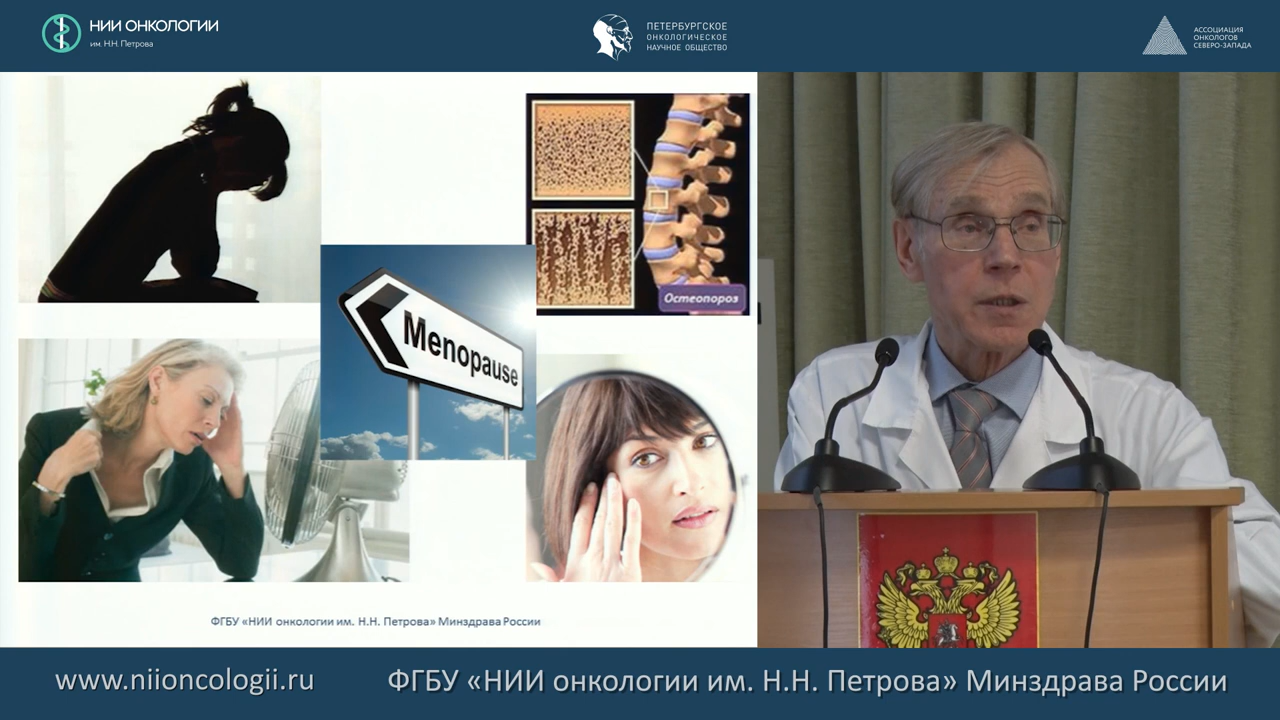 НИИ ОНКОЛОГИИ
им. Н.Н. Петрова
ПЕТЕРБУРГСКОЕ
ОНКОЛОГИЧЕСКОЕ
НАУЧНОЕ ОБЩЕСТВО
АССОЦИАЦИЯ
ОНКОЛОГОВ
СЕВЕРО-ЗАПАДА
Остеопороз
Menopause
ФГБУ «НИИ онкологии им. Н.Н. Петрова» Минздрава России
www.niioncologii.ru
ФГБУ «НИИ онкологии им. Н.Н. Петрова» Минздрава России